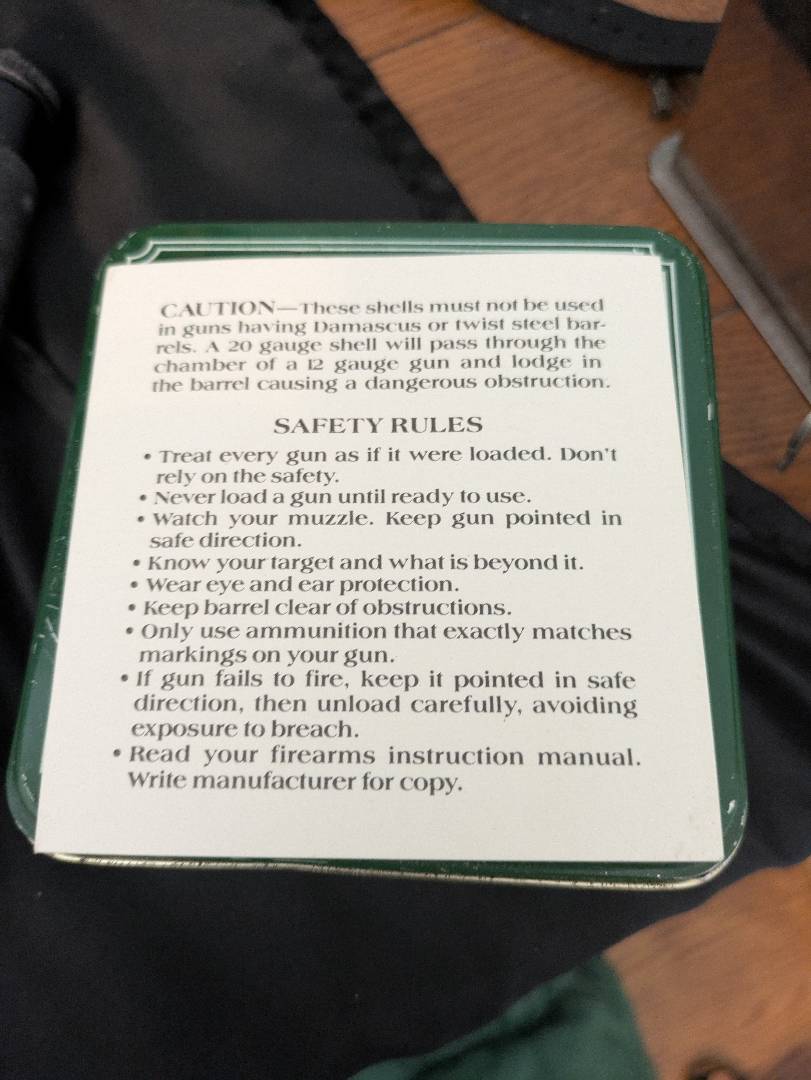 CAUTION—These shells must not be used
in guns having Damascus or twist steel bar-
rels. A 20 gauge shell will pass through the
chamber of a 12 gauge gun and lodge in
the barrel causing a dangerous obstruction.
SAFETY RULES
• Treat every gun as if it were loaded. Don't
rely on the safety.
• Never load a gun until ready to use.
• Watch your muzzle. Keep gun pointed in
safe direction.
• Know your target and what is beyond it.
• Wear eye and ear protection.
• Keep barrel clear of obstructions.
• Only use ammunition that exactly matches
markings on your gun.
• If gun fails to fire, keep it pointed in safe
direction, then unload carefully, avoiding
exposure to breach.
• Read your firearms instruction manual.
Write manufacturer for copy.